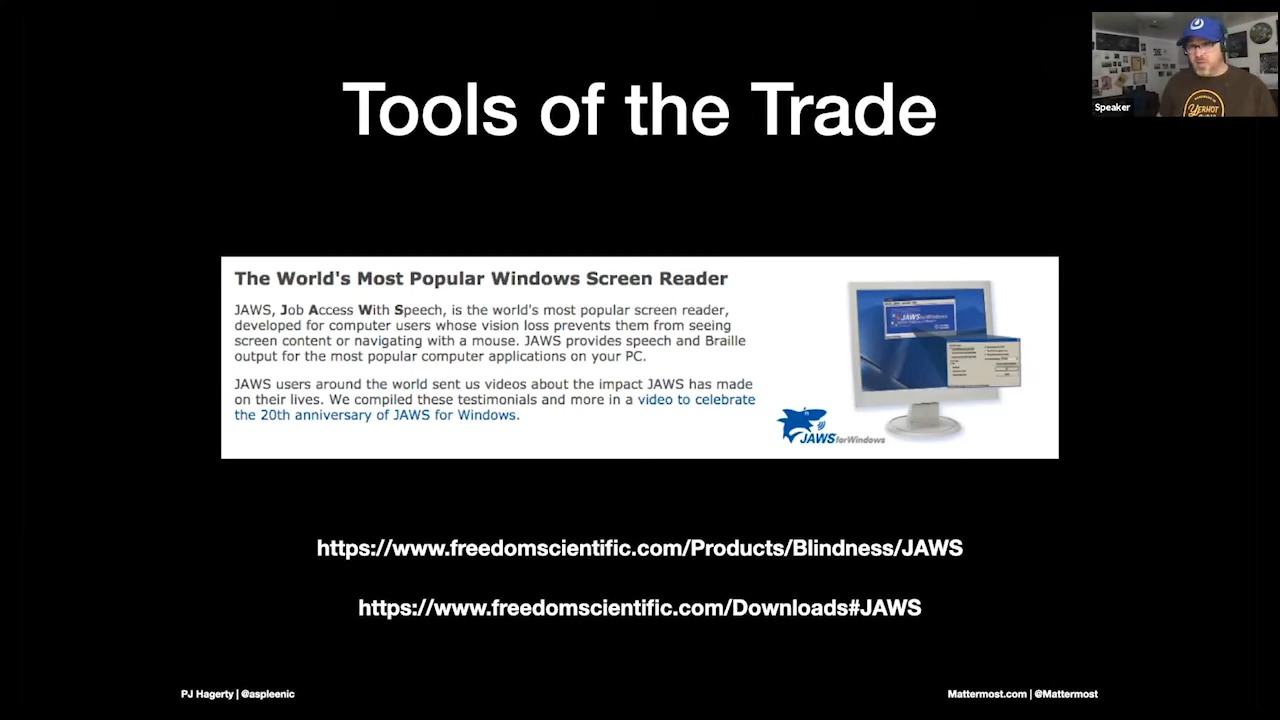 Tools of the Trade
Speaker
YERHOT
The World's Most Popular Windows Screen Reader
JAWS, Job Access With Speech, is the world's most popular screen reader,
developed for computer users whose vision loss prevents them from seeing
screen content or navigating with a mouse. JAWS provides speech and Braille
output for the most popular computer applications on your PC.
JAWS users around the world sent us videos about the impact JAWS has made
on their lives. We compiled these testimonials and more in a video to celebrate
the 20th anniversary of JAWS for Windows.
JAWS for Windows
JAWS for Windows
https://www.freedomscientific.com/Products/Blindness/JAWS
https://www.freedomscientific.com/Downloads#JAWS
PJ Hagerty | @aspleenic
Mattermost.com | @Mattermost